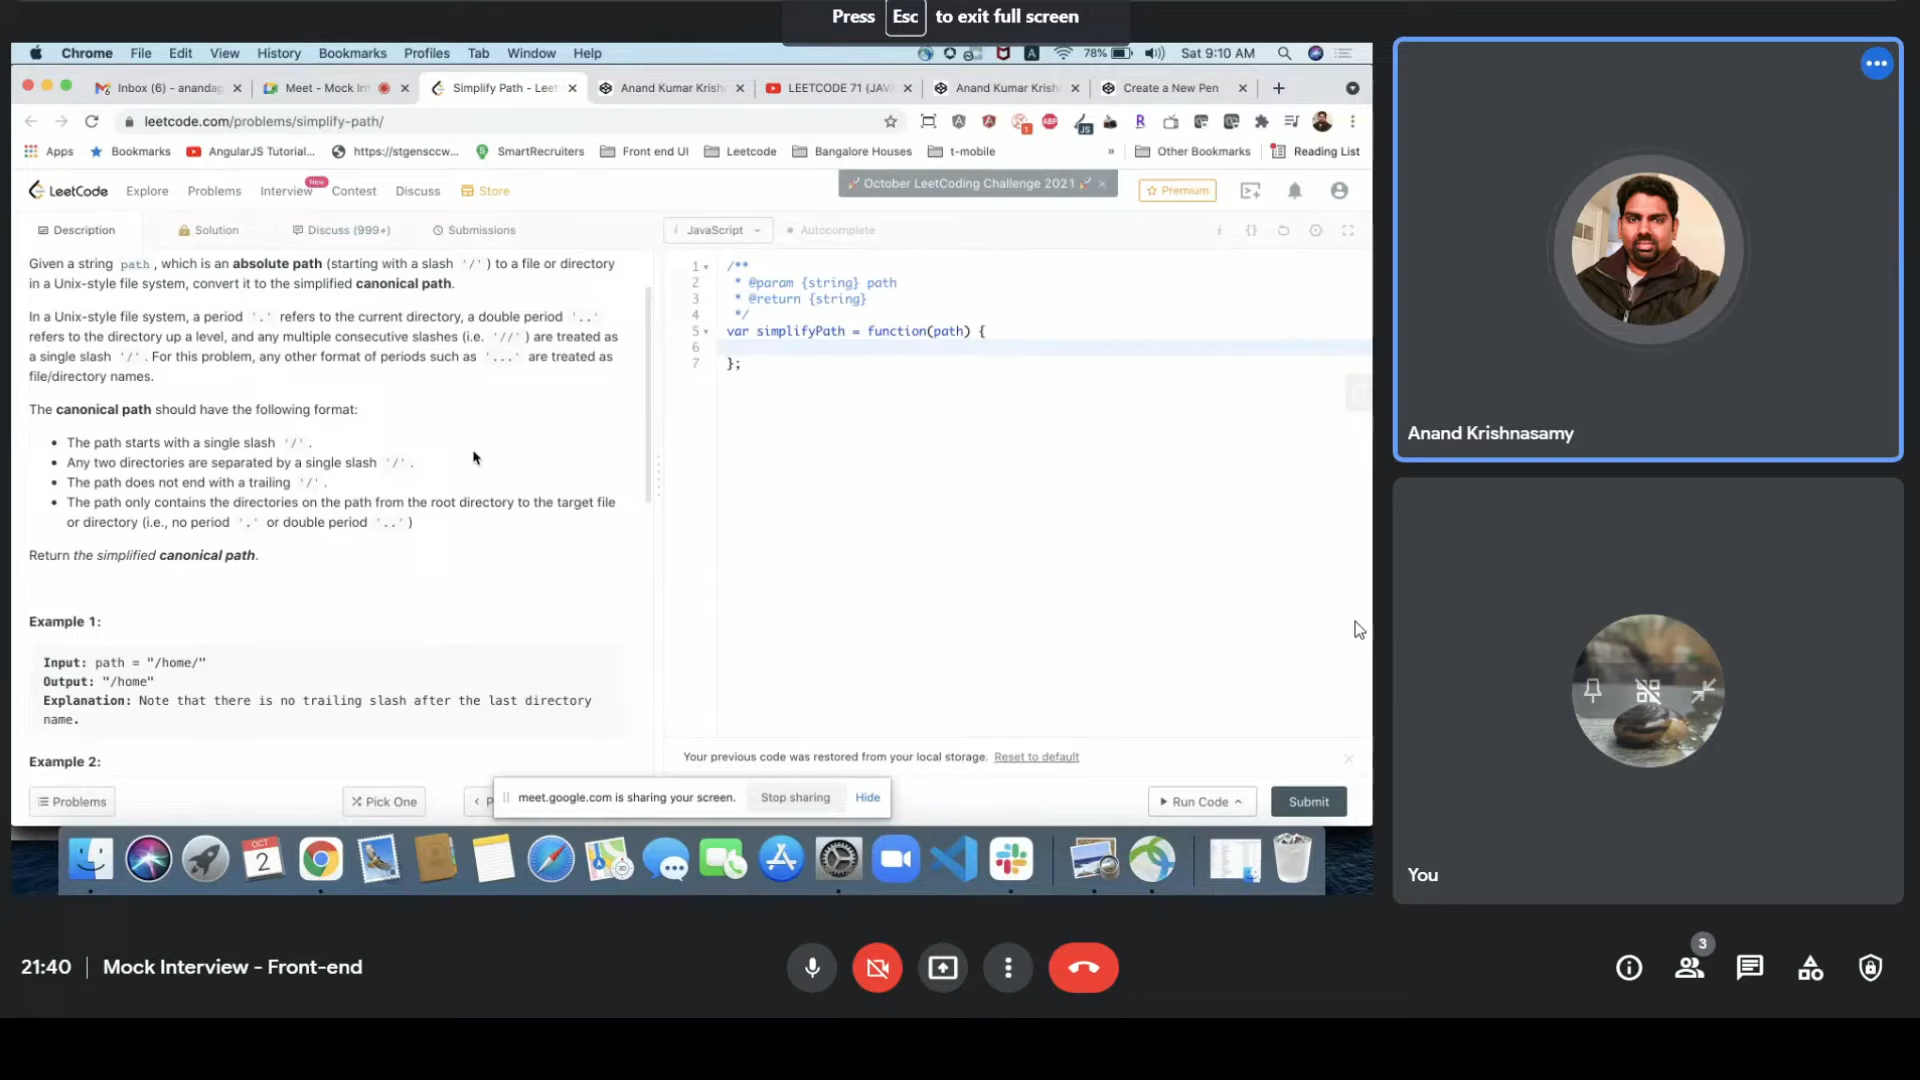 Press Esc to exit full screen
Chrome File Edit View History Bookmarks Profiles Tab Window Help
78% Sat 9:10 AM
Inbox (6) - anandag
Meet - Mock In
Simplify Path - Leet
Anand Kumar Krish
LEETCODE 71 (JAV
Anand Kumar Krish
Create a New Pen
leetcode.com/problems/simplify-path/
Apps
Bookmarks
AngularJS Tutorial...
https://stgensccw...
SmartRecruiters
Front end UI
Leetcode
Bangalore Houses
t-mobile
»
Other Bookmarks
Reading List
LeetCode Explore Problems Interview New Contest Discuss Store
October LeetCoding Challenge 2021
Premium
Description
Solution
Discuss (999+)
Submissions
JavaScript
Autocomplete
Given a string path, which is an absolute path (starting with a slash '/') to a file or directory
in a Unix-style file system, convert it to the simplified canonical path.
In a Unix-style file system, a period '.' refers to the current directory, a double period '..'
refers to the directory up a level, and any multiple consecutive slashes (i.e. '//') are treated as
a single slash '/'. For this problem, any other format of periods such as '...' are treated as
file/directory names.
The canonical path should have the following format:
• The path starts with a single slash '/'.
• Any two directories are separated by a single slash '/'.
• The path does not end with a trailing '/'.
• The path only contains the directories on the path from the root directory to the target file
or directory (i.e., no period '.' or double period '..')
Return the simplified canonical path.
Example 1:
Input: path = "/home/"
Output: "/home"
Explanation: Note that there is no trailing slash after the last directory
name.
Example 2:
1 /**
2 * @param {string} path
3 * @return {string}
4 */
5 var simplifyPath = function(path) {
6
7 };
Your previous code was restored from your local storage. Reset to default
Problems
Pick One
< P
meet.google.com is sharing your screen. Stop sharing Hide
Run Code
Submit
OCT
2
Anand Krishnasamy
You
21:40 | Mock Interview - Front-end
3